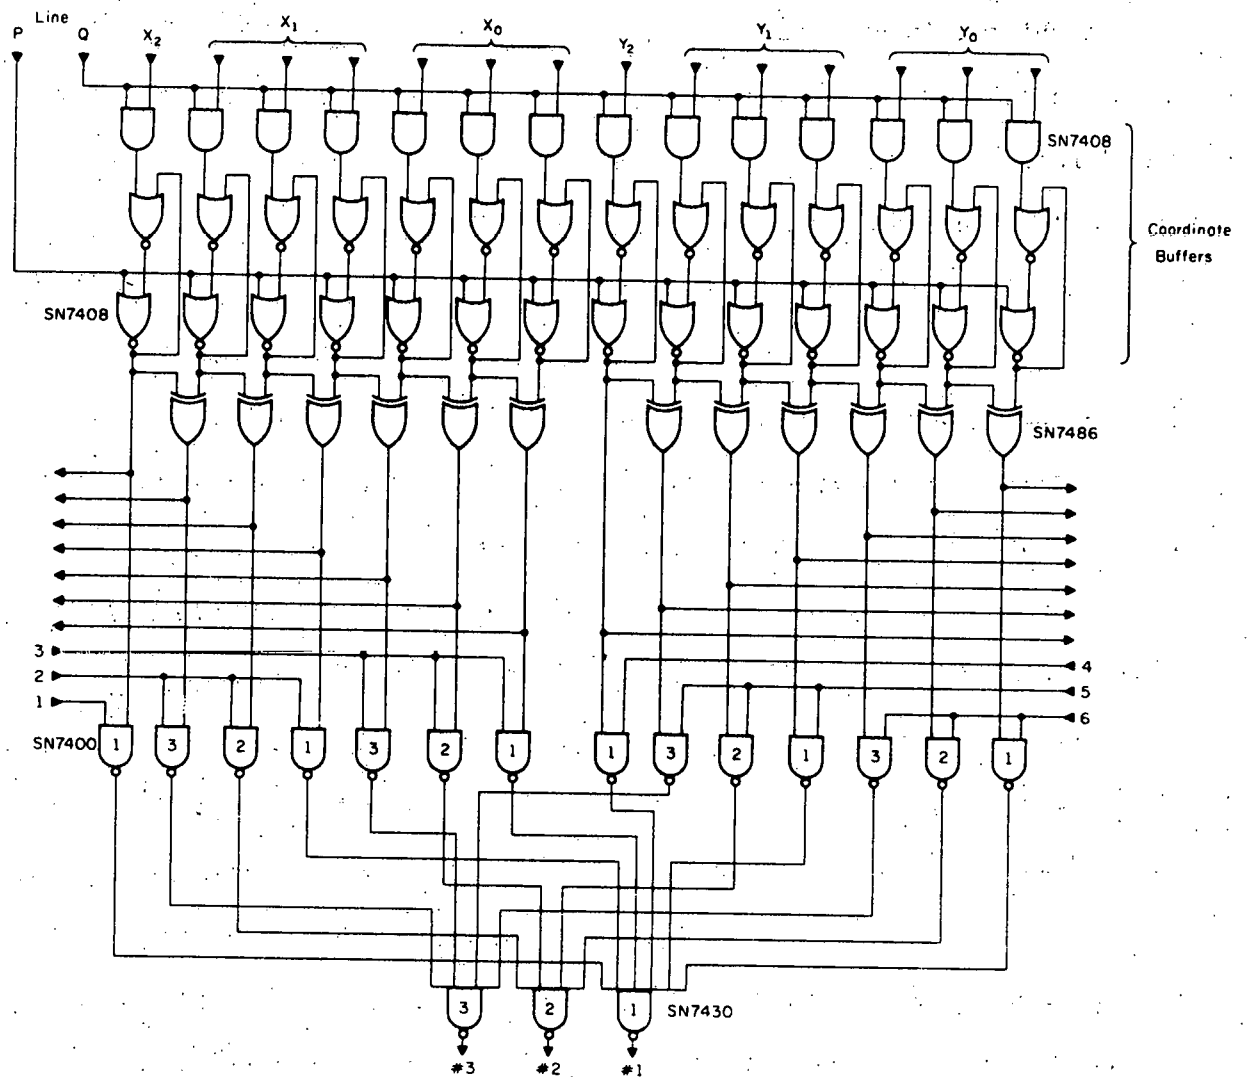 Line
P Q X₂ X₁ X₀ Y₂ Y₁ Y₀
SN7408
Coordinate
Buffers
SN7408
SN7486
3
2
1
4
5
6
SN7400 1 3 2 1 3 2 1 1 3 2 1 3 2 1
3 2 1 SN7430
#3 #2 #1